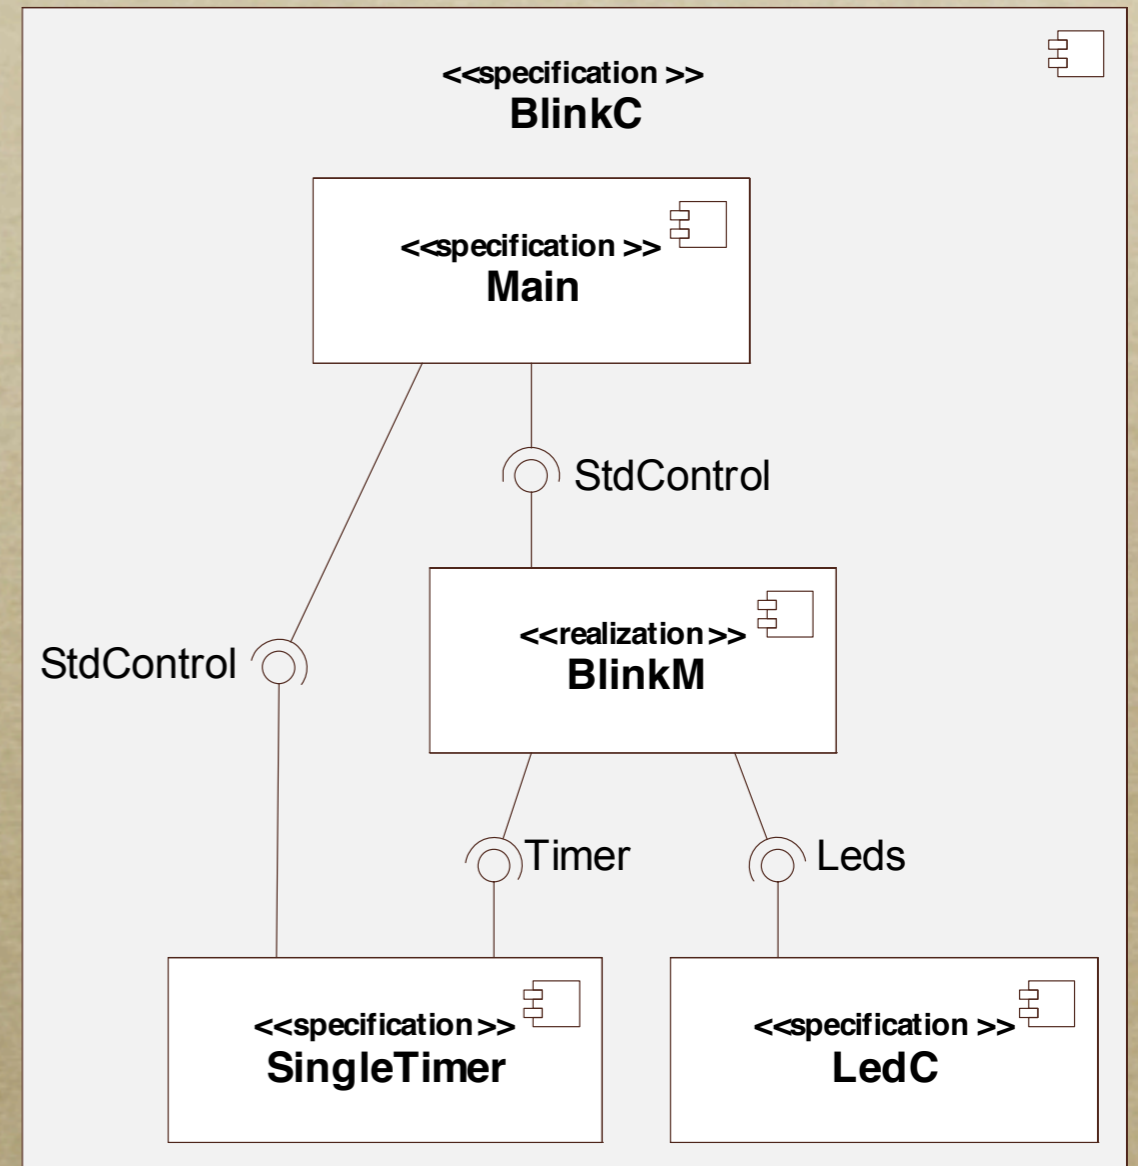 <<specification >>
BlinkC
<<specification >>
Main
StdControl
<<realization>>
BlinkM
StdControl
Timer
Leds
<<specification>>
SingleTimer
<<specification >>
LedC